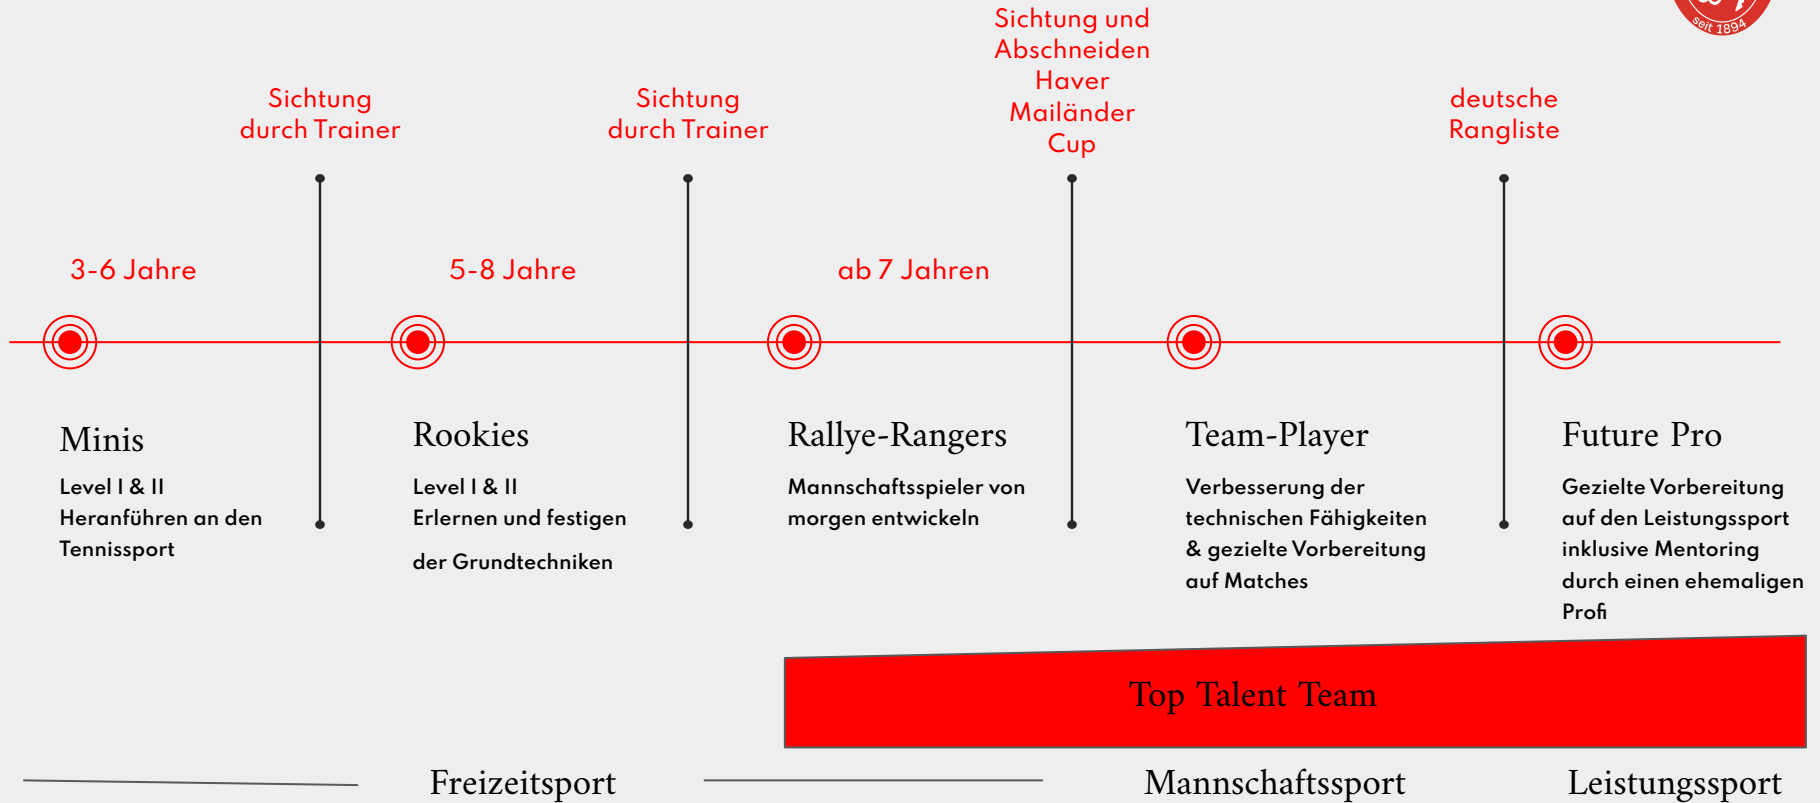 seit 1894
Sichtung
durch Trainer
Sichtung
durch Trainer
Sichtung und
Abschneiden
Haver
Mailänder
Cup
deutsche
Rangliste
3-6 Jahre
5-8 Jahre
ab 7 Jahren
Minis
Level I & II
Heranführen an den
Tennissport
Rookies
Level I & II
Erlernen und festigen
der Grundtechniken
Rallye-Rangers
Mannschaftsspieler von
morgen entwickeln
Team-Player
Verbesserung der
technischen Fähigkeiten
& gezielte Vorbereitung
auf Matches
Future Pro
Gezielte Vorbereitung
auf den Leistungssport
inklusive Mentoring
durch einen ehemaligen
Profi
Top Talent Team
Freizeitsport
Mannschaftssport
Leistungssport